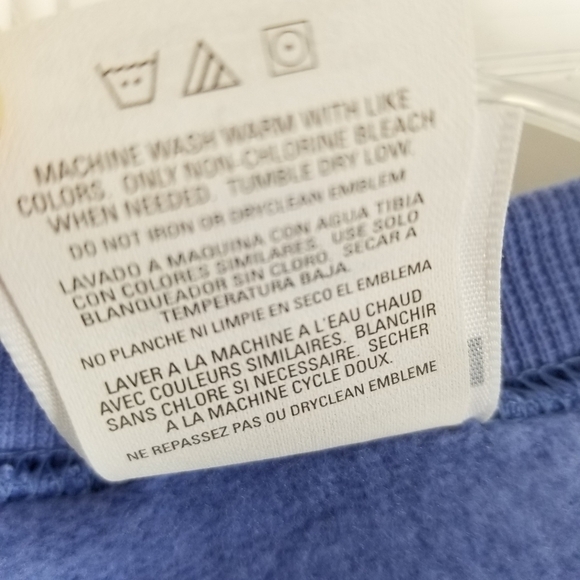 MACHINE WASH WARM WITH LIKE
COLORS. ONLY NON-CHLORINE BLEACH
WHEN NEEDED. TUMBLE DRY LOW.
DO NOT IRON OR DRYCLEAN EMBLEM
LAVADO A MAQUINA CON AGUA TIBIA
CON COLORES SIMILARES. USE SOLO
BLANQUEADOR SIN CLORO. SECAR A
TEMPERATURA BAJA.
NO PLANCHE NI LIMPIE EN SECO EL EMBLEMA
LAVER A LA MACHINE A L'EAU CHAUD
AVEC COULEURS SIMILAIRES. BLANCHIR
SANS CHLORE SI NECESSAIRE. SECHER
A LA MACHINE CYCLE DOUX.
NE REPASSEZ PAS OU DRYCLEAN EMBLEME